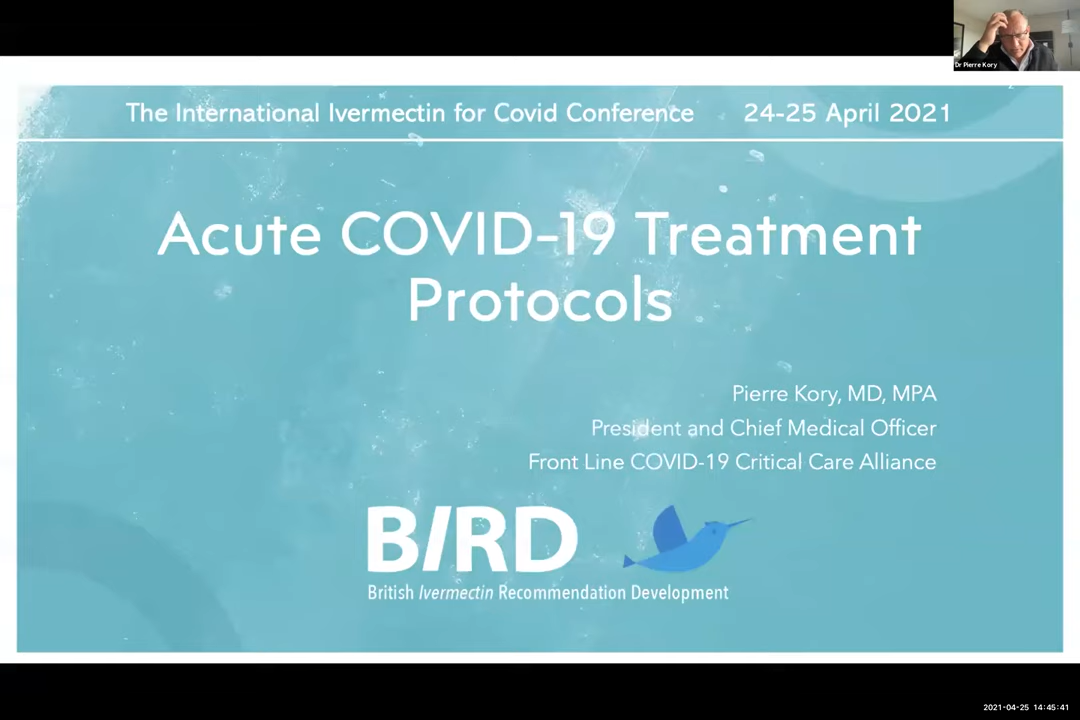 Dr Pierre Kory
The International Ivermectin for Covid Conference 24-25 April 2021
Acute COVID-19 Treatment
Protocols
Pierre Kory, MD, MPA
President and Chief Medical Officer
Front Line COVID-19 Critical Care Alliance
BIRD
British Ivermectin Recommendation Development
2021-04-25 14:45:41